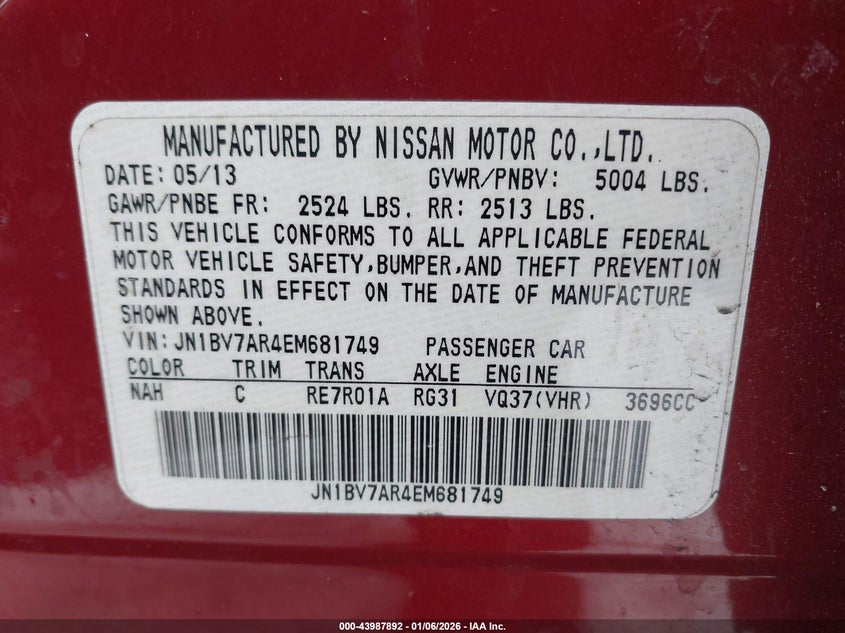 MANUFACTURED BY NISSAN MOTOR CO.,LTD.
DATE: 05/13 GVWR/PNBV: 5004 LBS.
GAWR/PNBE FR: 2524 LBS. RR: 2513 LBS.
THIS VEHICLE CONFORMS TO ALL APPLICABLE FEDERAL
MOTOR VEHICLE SAFETY,BUMPER,AND THEFT PREVENTION
STANDARDS IN EFFECT ON THE DATE OF MANUFACTURE
SHOWN ABOVE.
VIN:JN1BV7AR4EM681749 PASSENGER CAR
COLOR TRIM TRANS AXLE ENGINE
NAH C RE7R01A RG31 VQ37(VHR) 3696CC
JN1BV7AR4EM681749
000-43987892 - 01/06/2026 - IAA Inc.